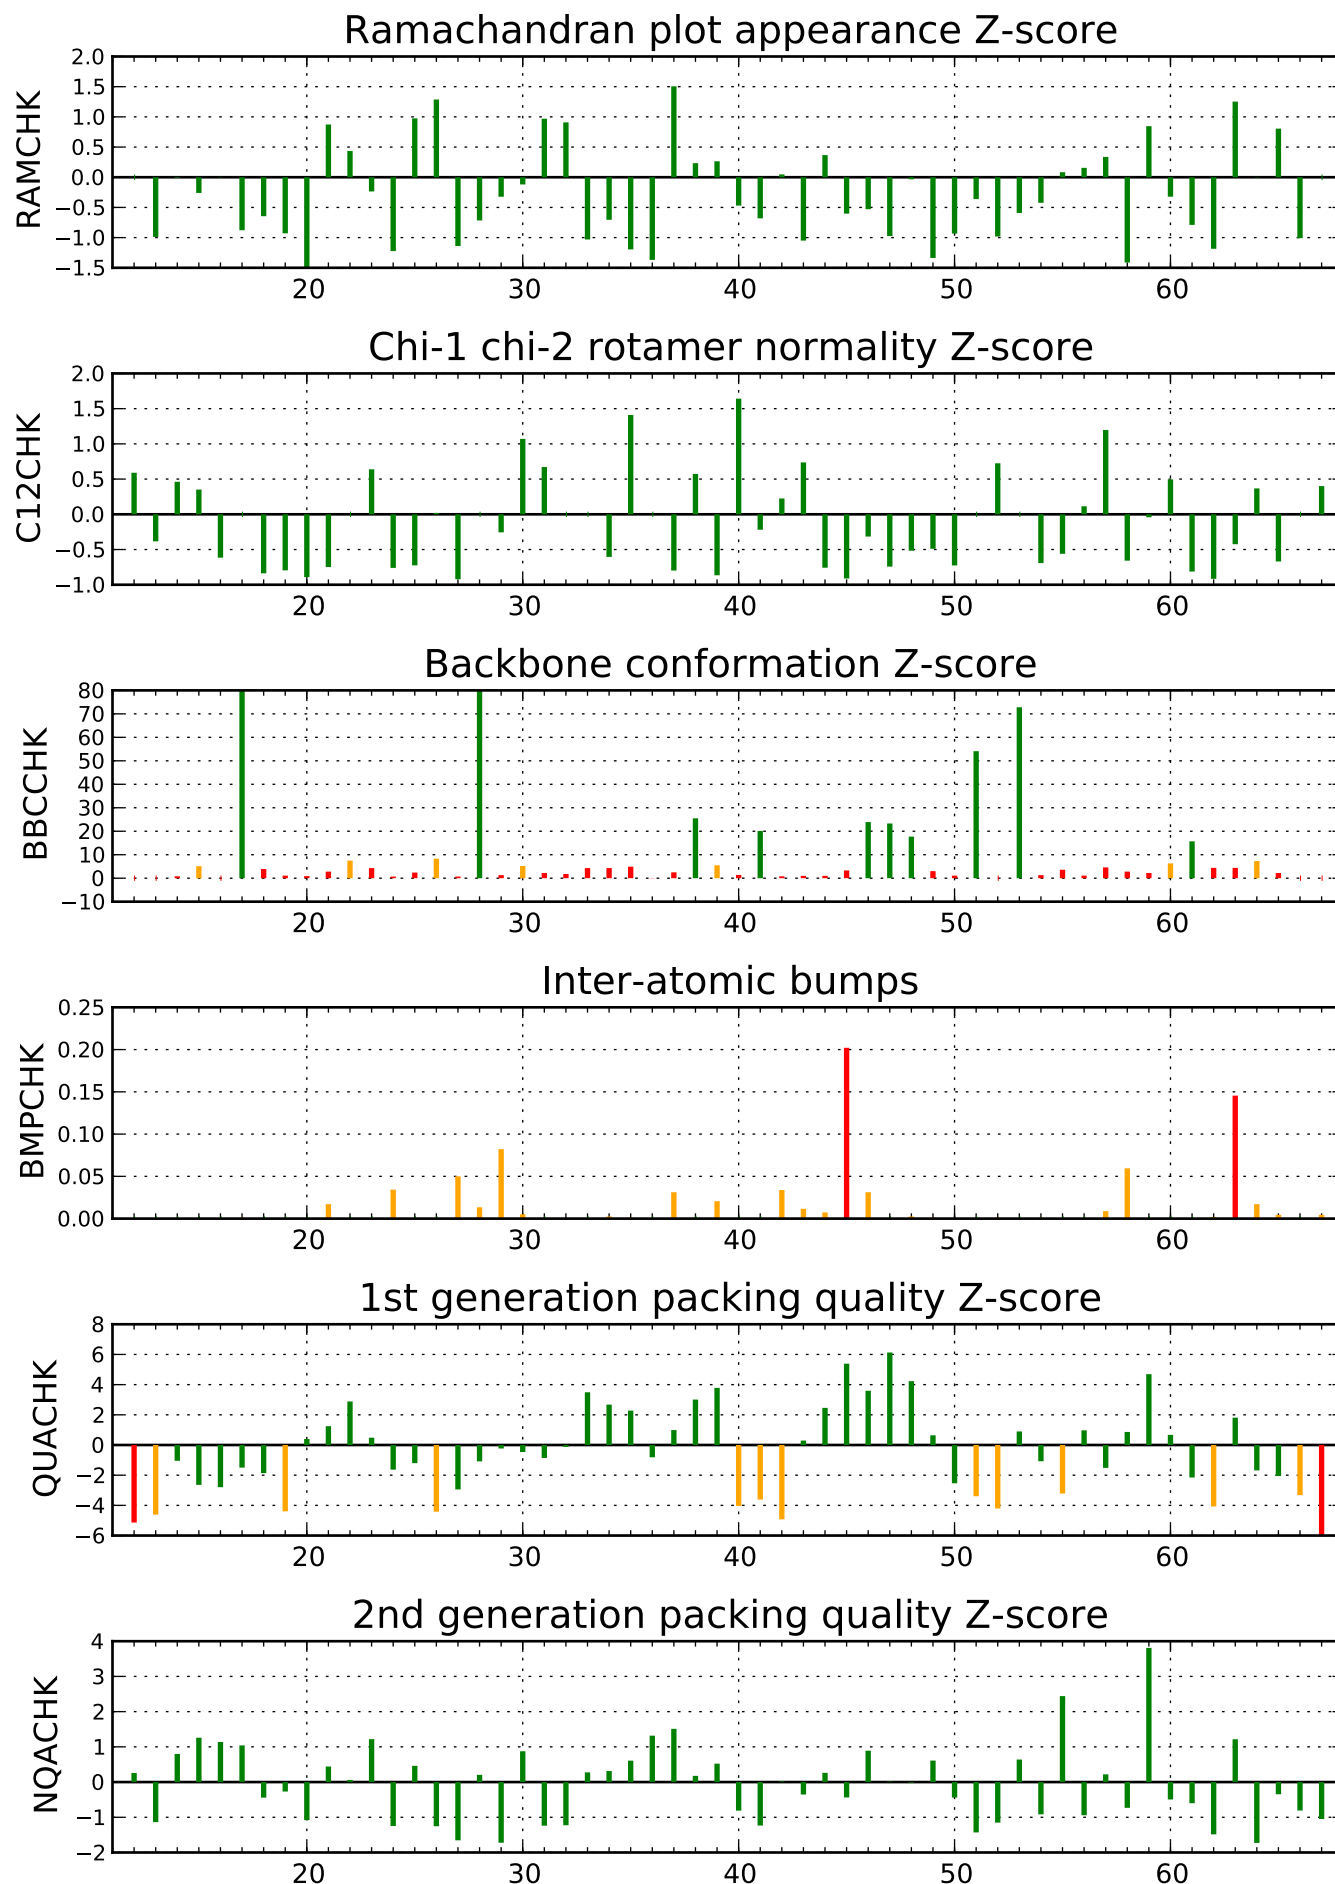 Ramachandran plot appearance Z-score
RAMCHK
2.0
1.5
1.0
0.5
0.0
−0.5
−1.0
−1.5
20 30 40 50 60
Chi-1 chi-2 rotamer normality Z-score
C12CHK
2.0
1.5
1.0
0.5
0.0
−0.5
−1.0
20 30 40 50 60
Backbone conformation Z-score
BBCCHK
80
70
60
50
40
30
20
10
0
−10
20 30 40 50 60
Inter-atomic bumps
BMPCHK
0.25
0.20
0.15
0.10
0.05
0.00
20 30 40 50 60
1st generation packing quality Z-score
QUACHK
8
6
4
2
0
−2
−4
−6
20 30 40 50 60
2nd generation packing quality Z-score
NQACHK
4
3
2
1
0
−1
−2
20 30 40 50 60